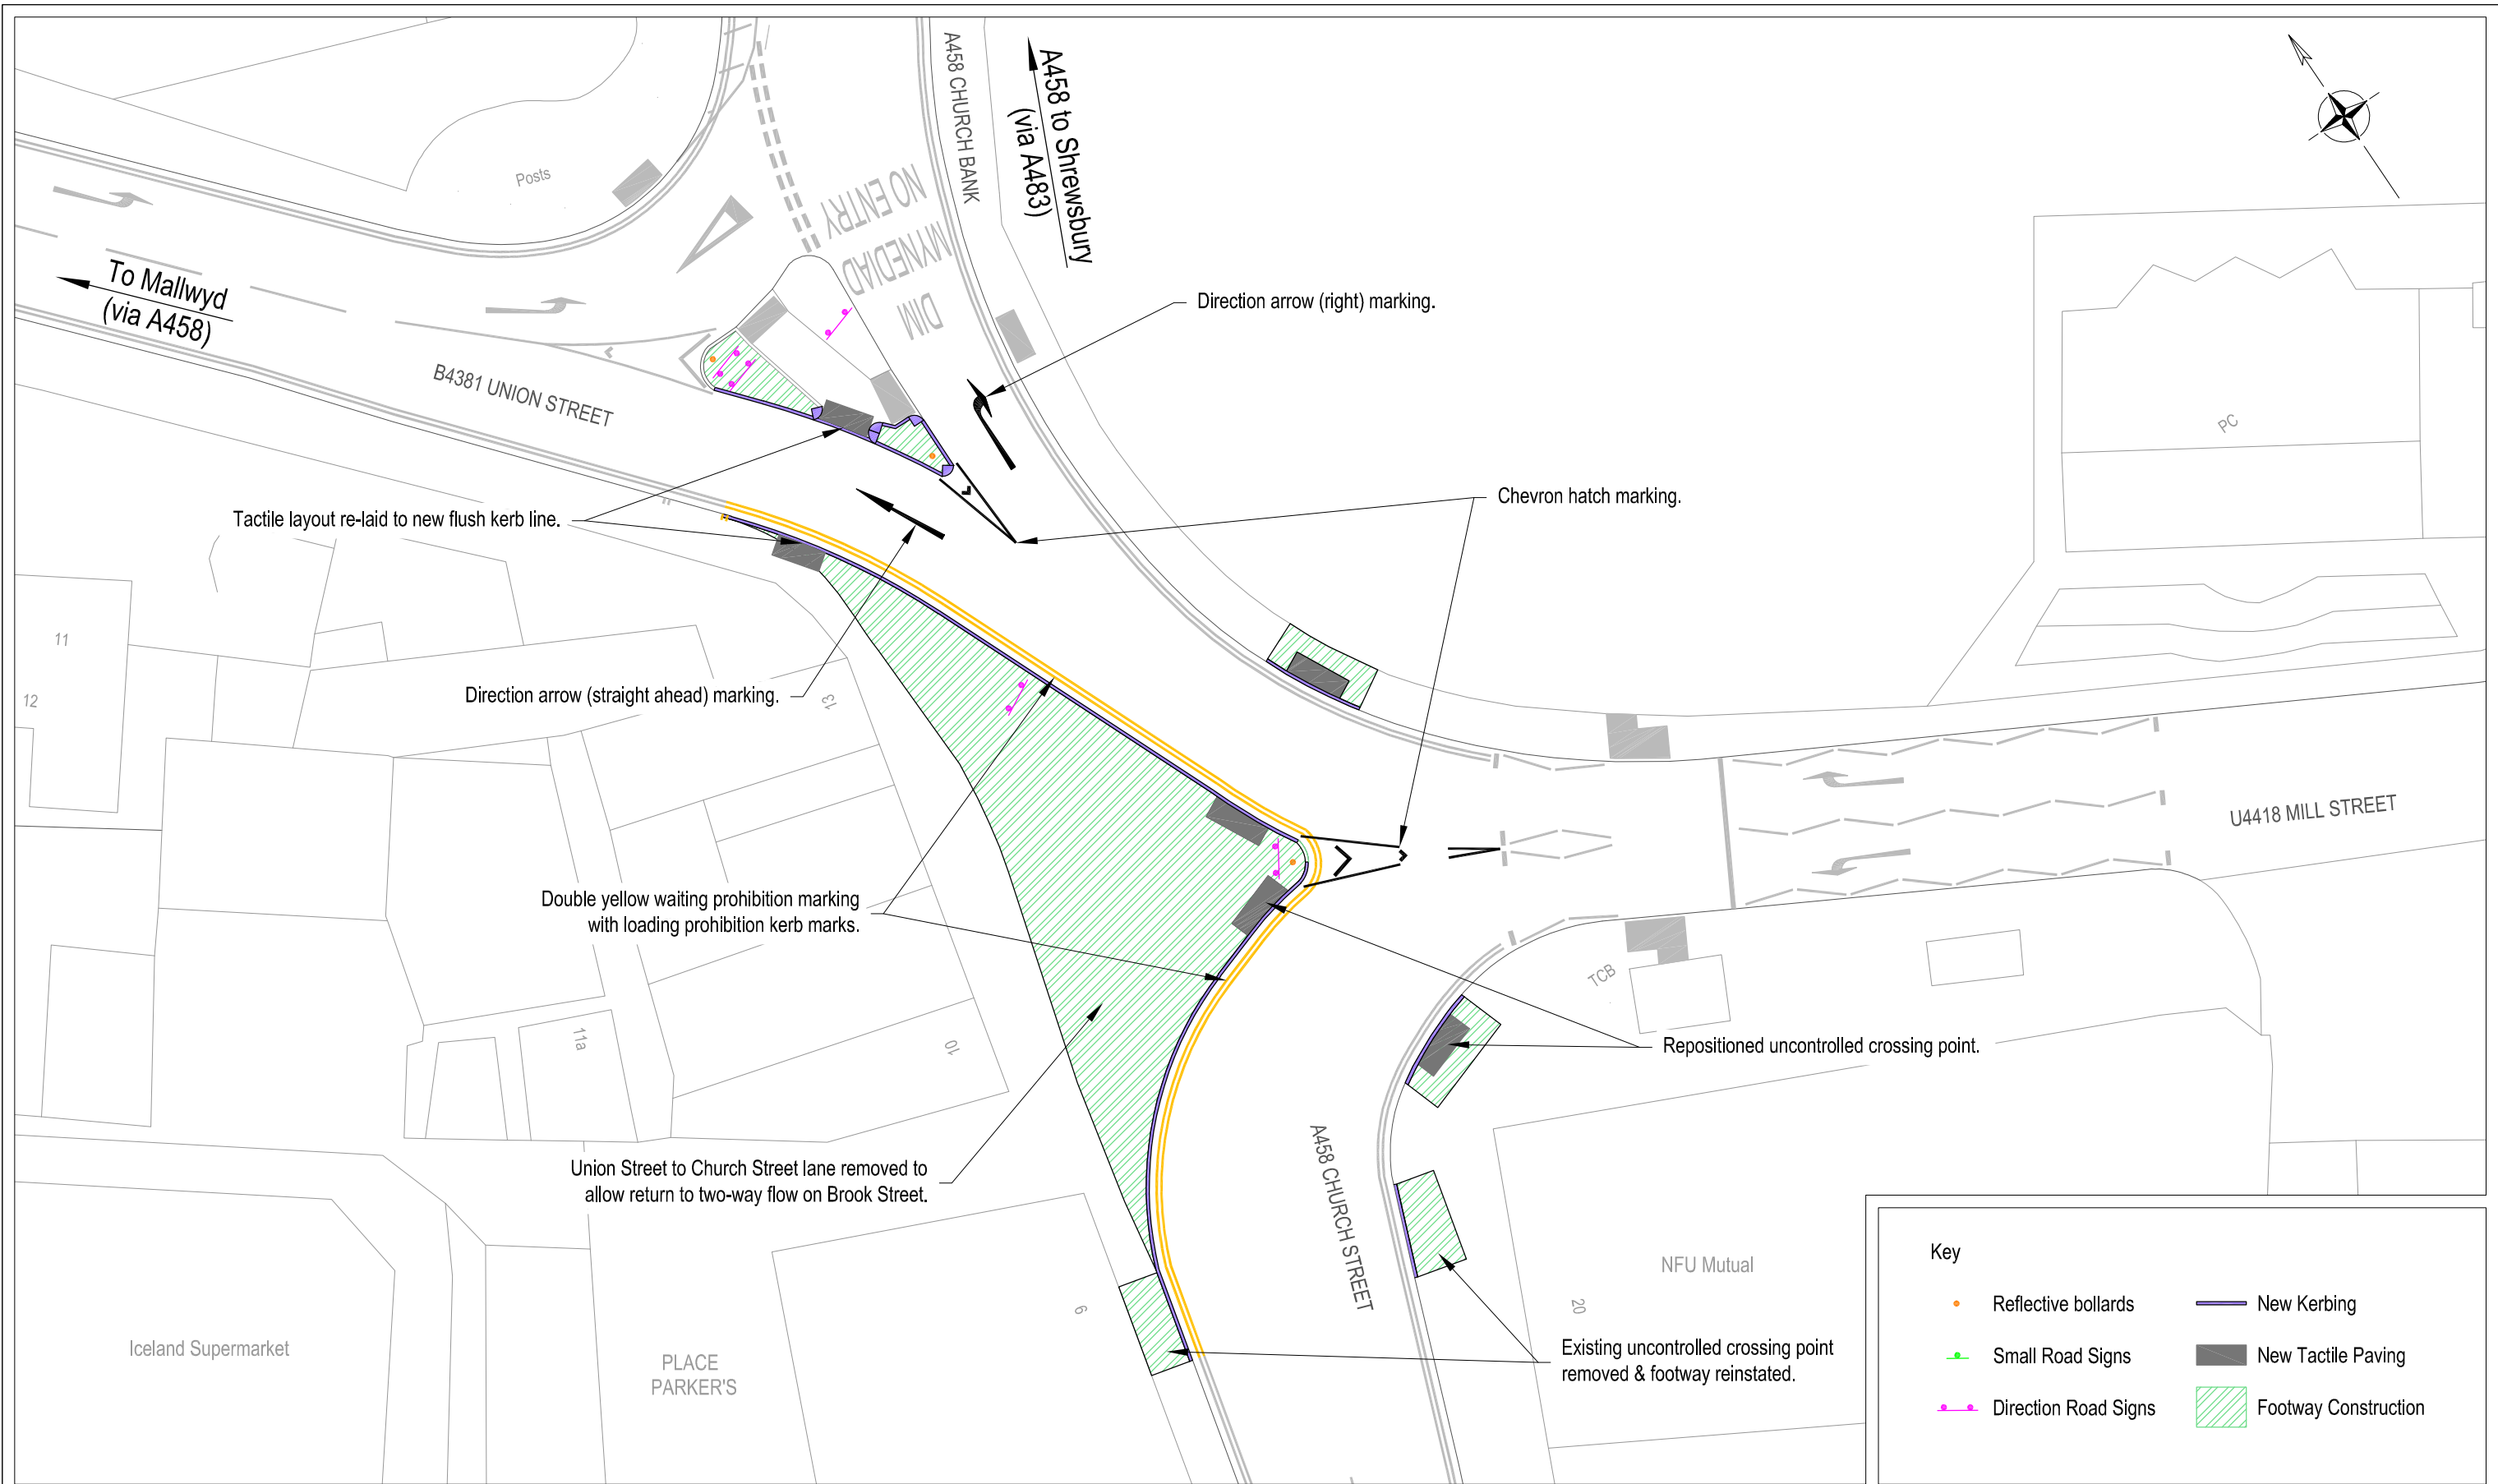 A458 CHURCH BANK
A458 to Shrewsbury
(via A483)
Posts
NO ENTRY
MYNEDIAD
DIM
To Mallwyd
(via A458)
B4381 UNION STREET
Direction arrow (right) marking.
PC
Chevron hatch marking.
Tactile layout re-laid to new flush kerb line.
11
12
13
Direction arrow (straight ahead) marking.
U4418 MILL STREET
Double yellow waiting prohibition marking
with loading prohibition kerb marks.
TCB
11a
10
Repositioned uncontrolled crossing point.
Union Street to Church Street lane removed to
allow return to two-way flow on Brook Street.
A458 CHURCH STREET
NFU Mutual
20
6
Iceland Supermarket
PLACE
PARKER'S
Existing uncontrolled crossing point
removed & footway reinstated.
Key
Reflective bollards
New Kerbing
Small Road Signs
New Tactile Paving
Direction Road Signs
Footway Construction